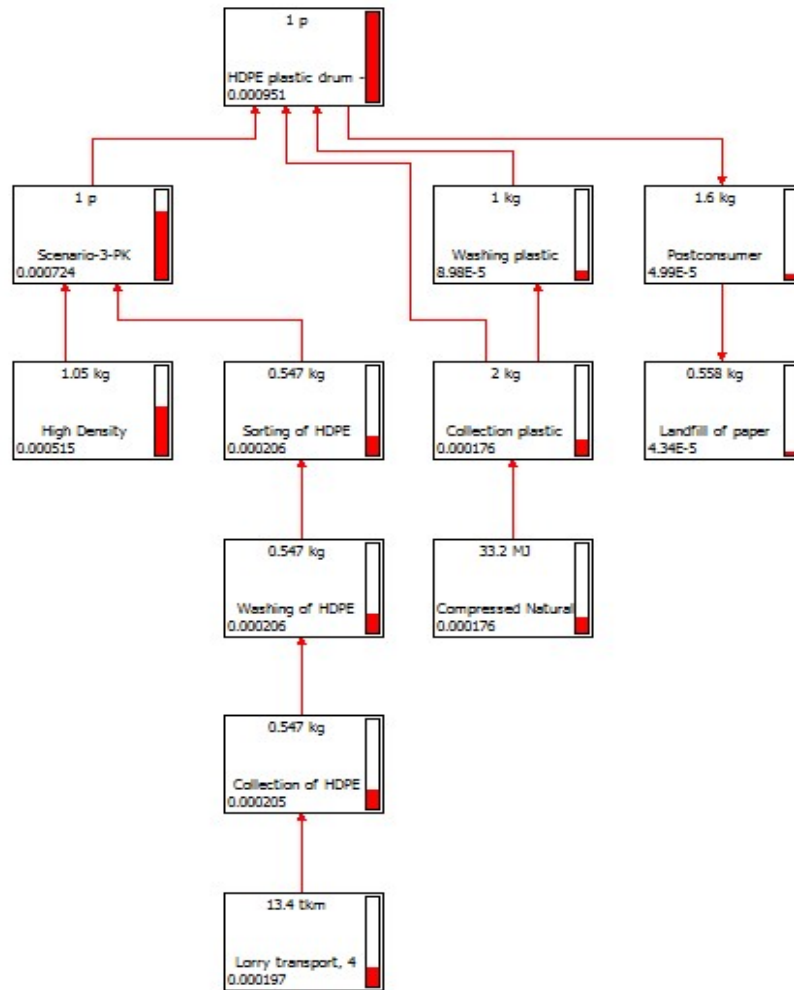 1 p
HDPE plastic drum -
0.000951
1 p
Scenario-3-PK
0.000724
1 kg
Washing plastic
8.98E-5
1.6 kg
Postconsumer
4.99E-5
1.05 kg
High Density
0.000515
0.547 kg
Sorting of HDPE
0.000206
2 kg
Collection plastic
0.000176
0.558 kg
Landfill of paper
4.34E-5
0.547 kg
Washing of HDPE
0.000206
33.2 MJ
Compressed Natural
0.000176
0.547 kg
Collection of HDPE
0.000205
13.4 tkm
Lorry transport, 4
0.000197